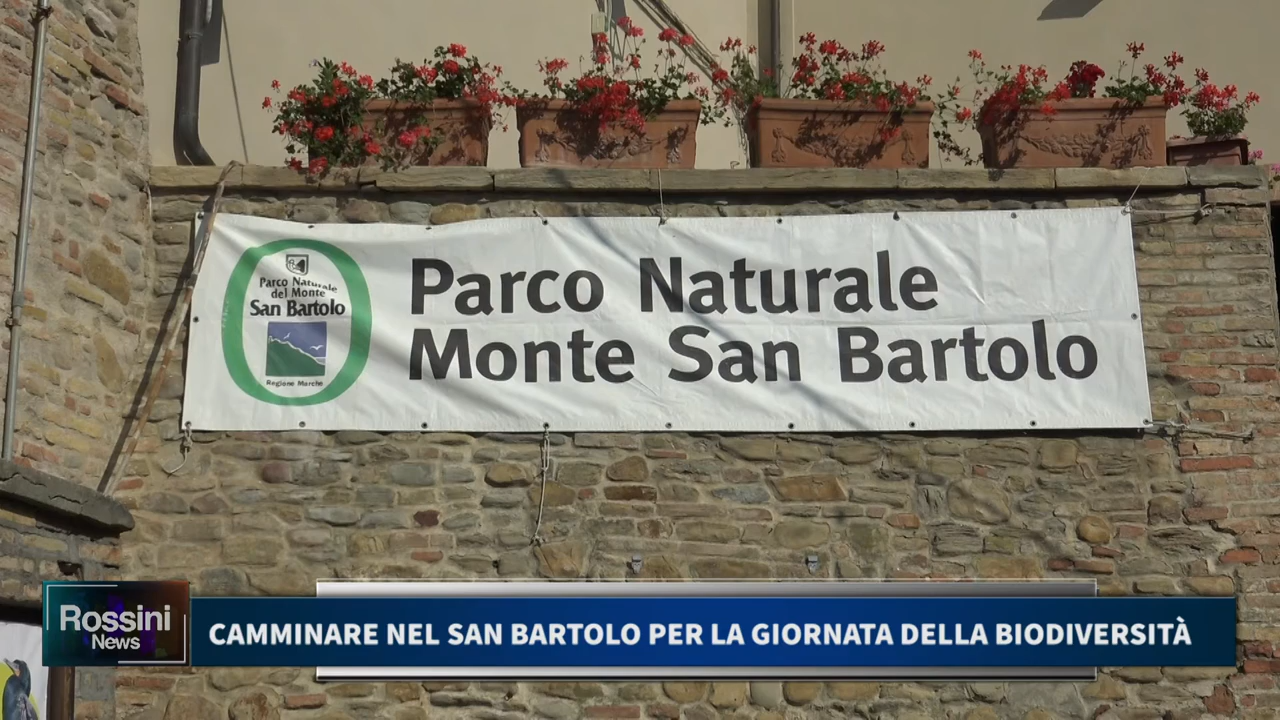 Parco Naturale
del Monte
San Bartolo
Regione Marche
Parco Naturale
Monte San Bartolo
Rossini
News
CAMMINARE NEL SAN BARTOLO PER LA GIORNATA DELLA BIODIVERSITÀ